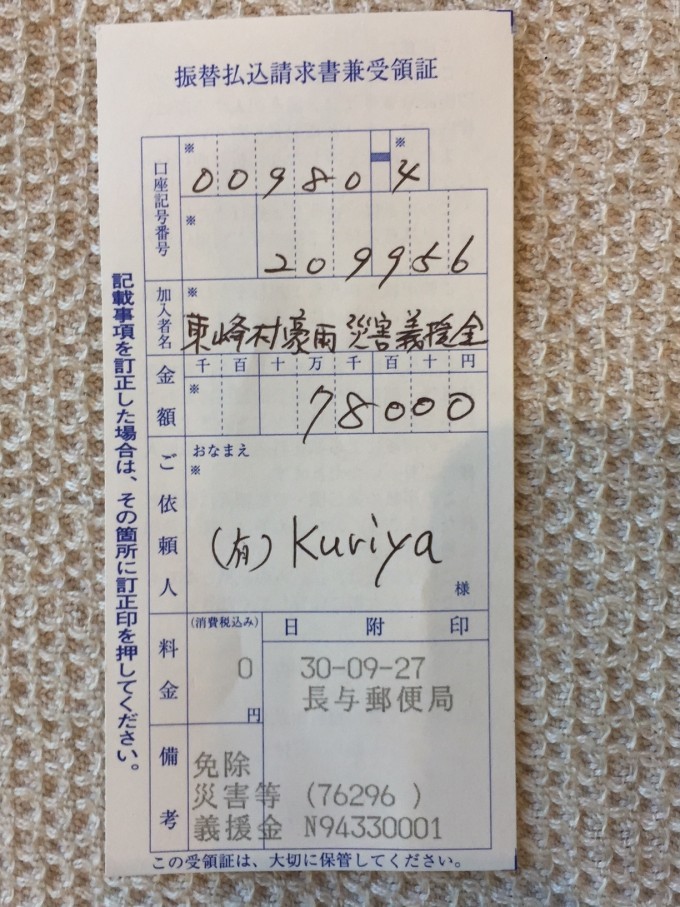 振替払込請求書兼受領証
口座記号番号
※ 00980-※4
※ 209956
加入者名
※
東峰村豪雨災害義援金
金額
千百十万千百十円
※ 78000
ご依頼人
おなまえ
※
(有) Kuriya
様
料金
(消費税込み)
0
円
日附印
30-09-27
長与郵便局
備考
免除
災害等 (76296 )
義援金 N94330001
この受領証は、大切に保管してください。
記載事項を訂正した場合は、その箇所に訂正印を押してください。